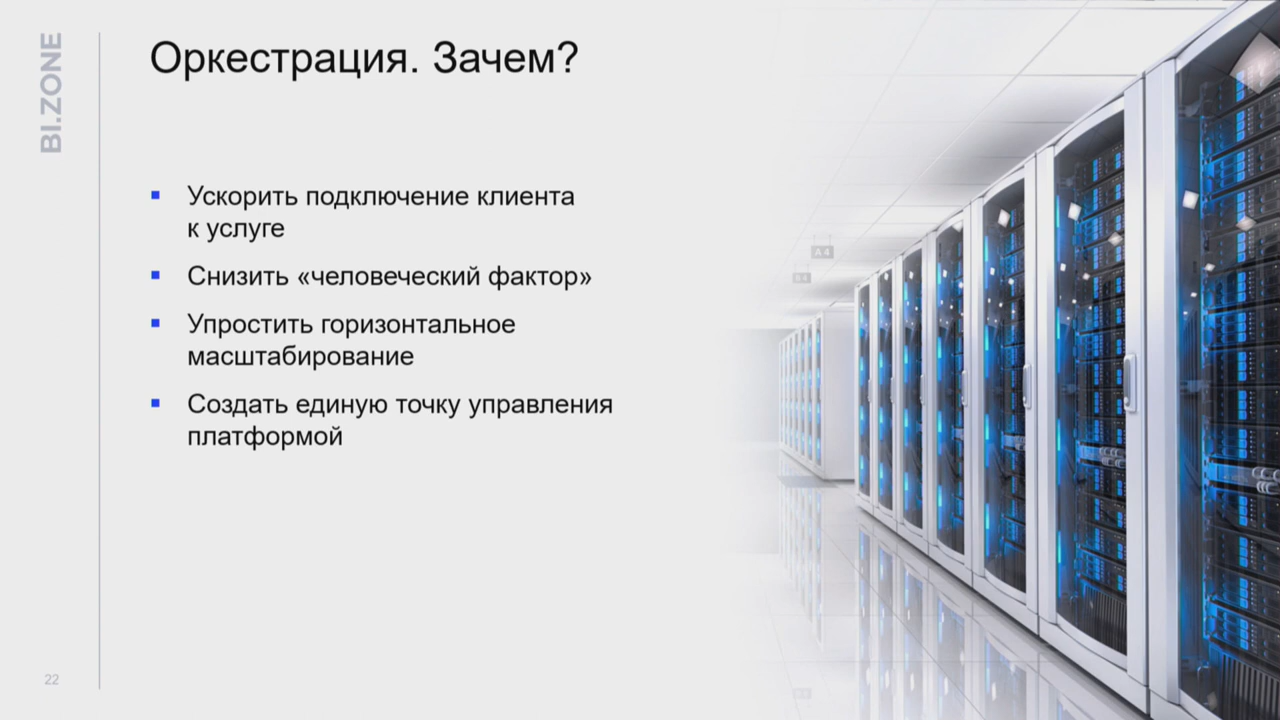 BI.ZONE
Оркестрация. Зачем?
Ускорить подключение клиента
к услуге
Снизить «человеческий фактор»
Упростить горизонтальное
масштабирование
Создать единую точку управления
платформой
A 4
22